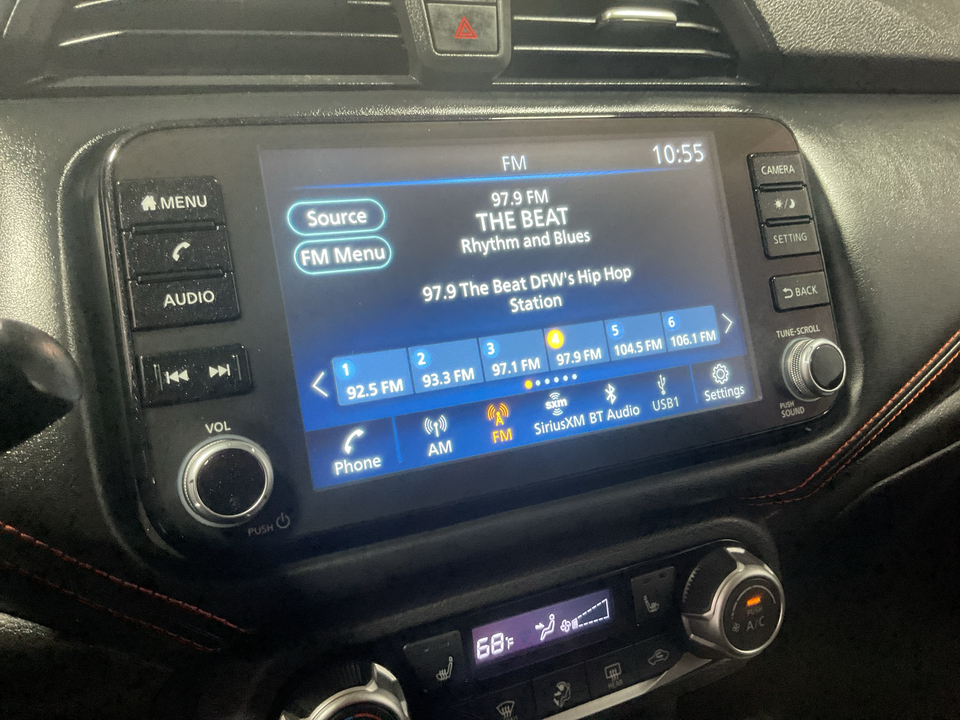 FM
10:55
CAMERA
MENU
97.9 FM
Source
THE BEAT
Rhythm and Blues
SETTING
FM Menu
AUDIO
97.9 The Beat DFW's Hip Hop
Station
BACK
1 2 3 4 5 6
92.5 FM 93.3 FM 97.1 FM 97.9 FM 104.5 FM 106.1 FM
TUNE·SCROLL
PUSH
SOUND
Phone
AM
FM
sxm
SiriusXM
BT Audio
USB1
Settings
VOL
PUSH
68°F
A/C
REAR